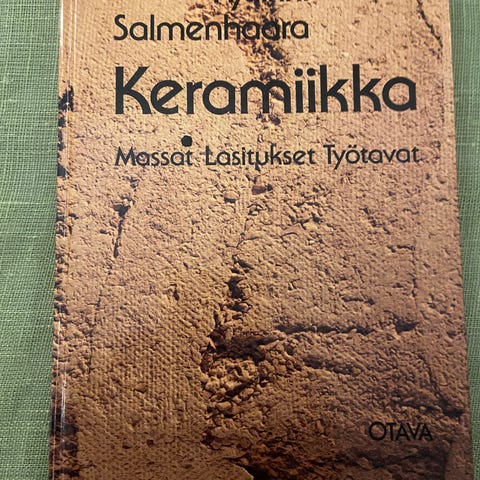 Salmenhaara
Keramiikka
Massat Lasitukset Työtavat
OTAVA